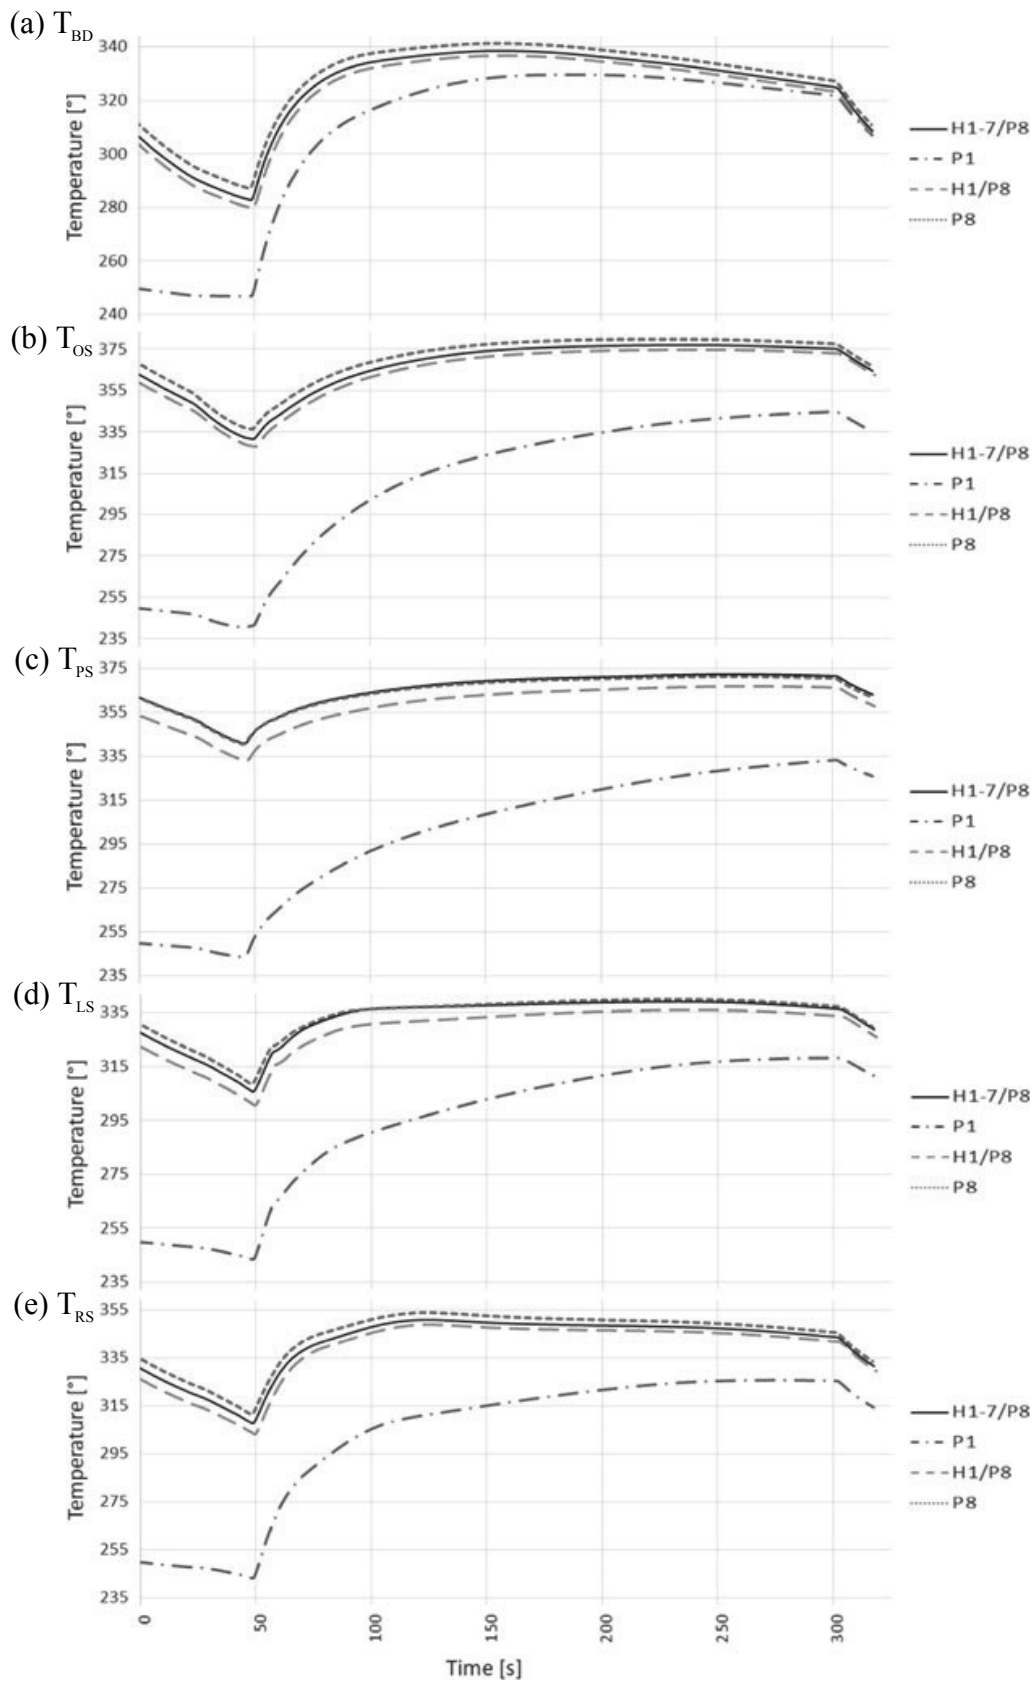 (a) T_BD
Temperature [°]
340
320
300
280
260
240
H1-7/P8
P1
H1/P8
P8
(b) T_OS
Temperature [°]
375
355
335
315
295
255
235
H1-7/P8
P1
H1/P8
P8
(c) T_PS
Temperature [°]
375
355
335
315
295
275
255
235
H1-7/P8
P1
H1/P8
P8
(d) T_LS
Temperature [°]
335
315
295
275
255
235
H1-7/P8
P1
H1/P8
P8
(e) T_RS
Temperature [°]
355
335
315
295
275
255
235
H1-7/P8
P1
H1/P8
P8
0 50 100 150 200 250 300
Time [s]